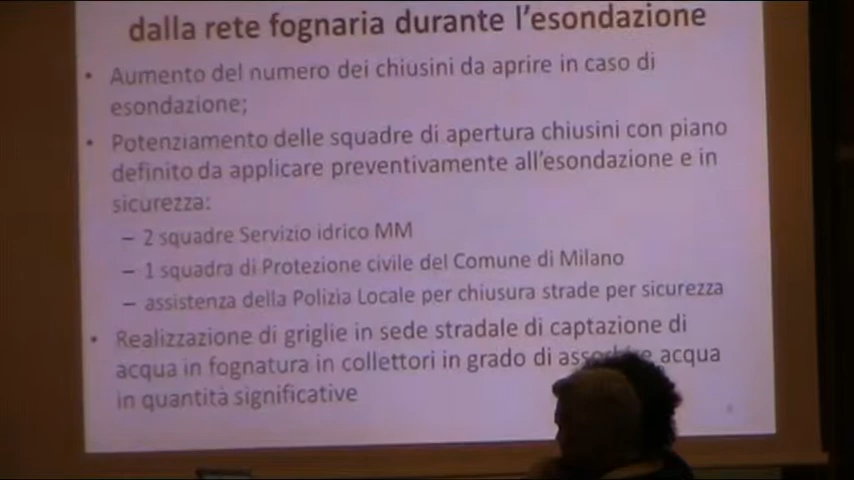 dalla rete fognaria durante l'esondazione
• Aumento del numero dei chiusini da aprire in caso di
esondazione;
• Potenziamento delle squadre di apertura chiusini con piano
definito da applicare preventivamente all'esondazione e in
sicurezza:
– 2 squadre Servizio idrico MM
– 1 squadra di Protezione civile del Comune di Milano
– assistenza della Polizia Locale per chiusura strade per sicurezza
• Realizzazione di griglie in sede stradale di captazione di
acqua in fognatura in collettori in grado di acqua
in quantità significative